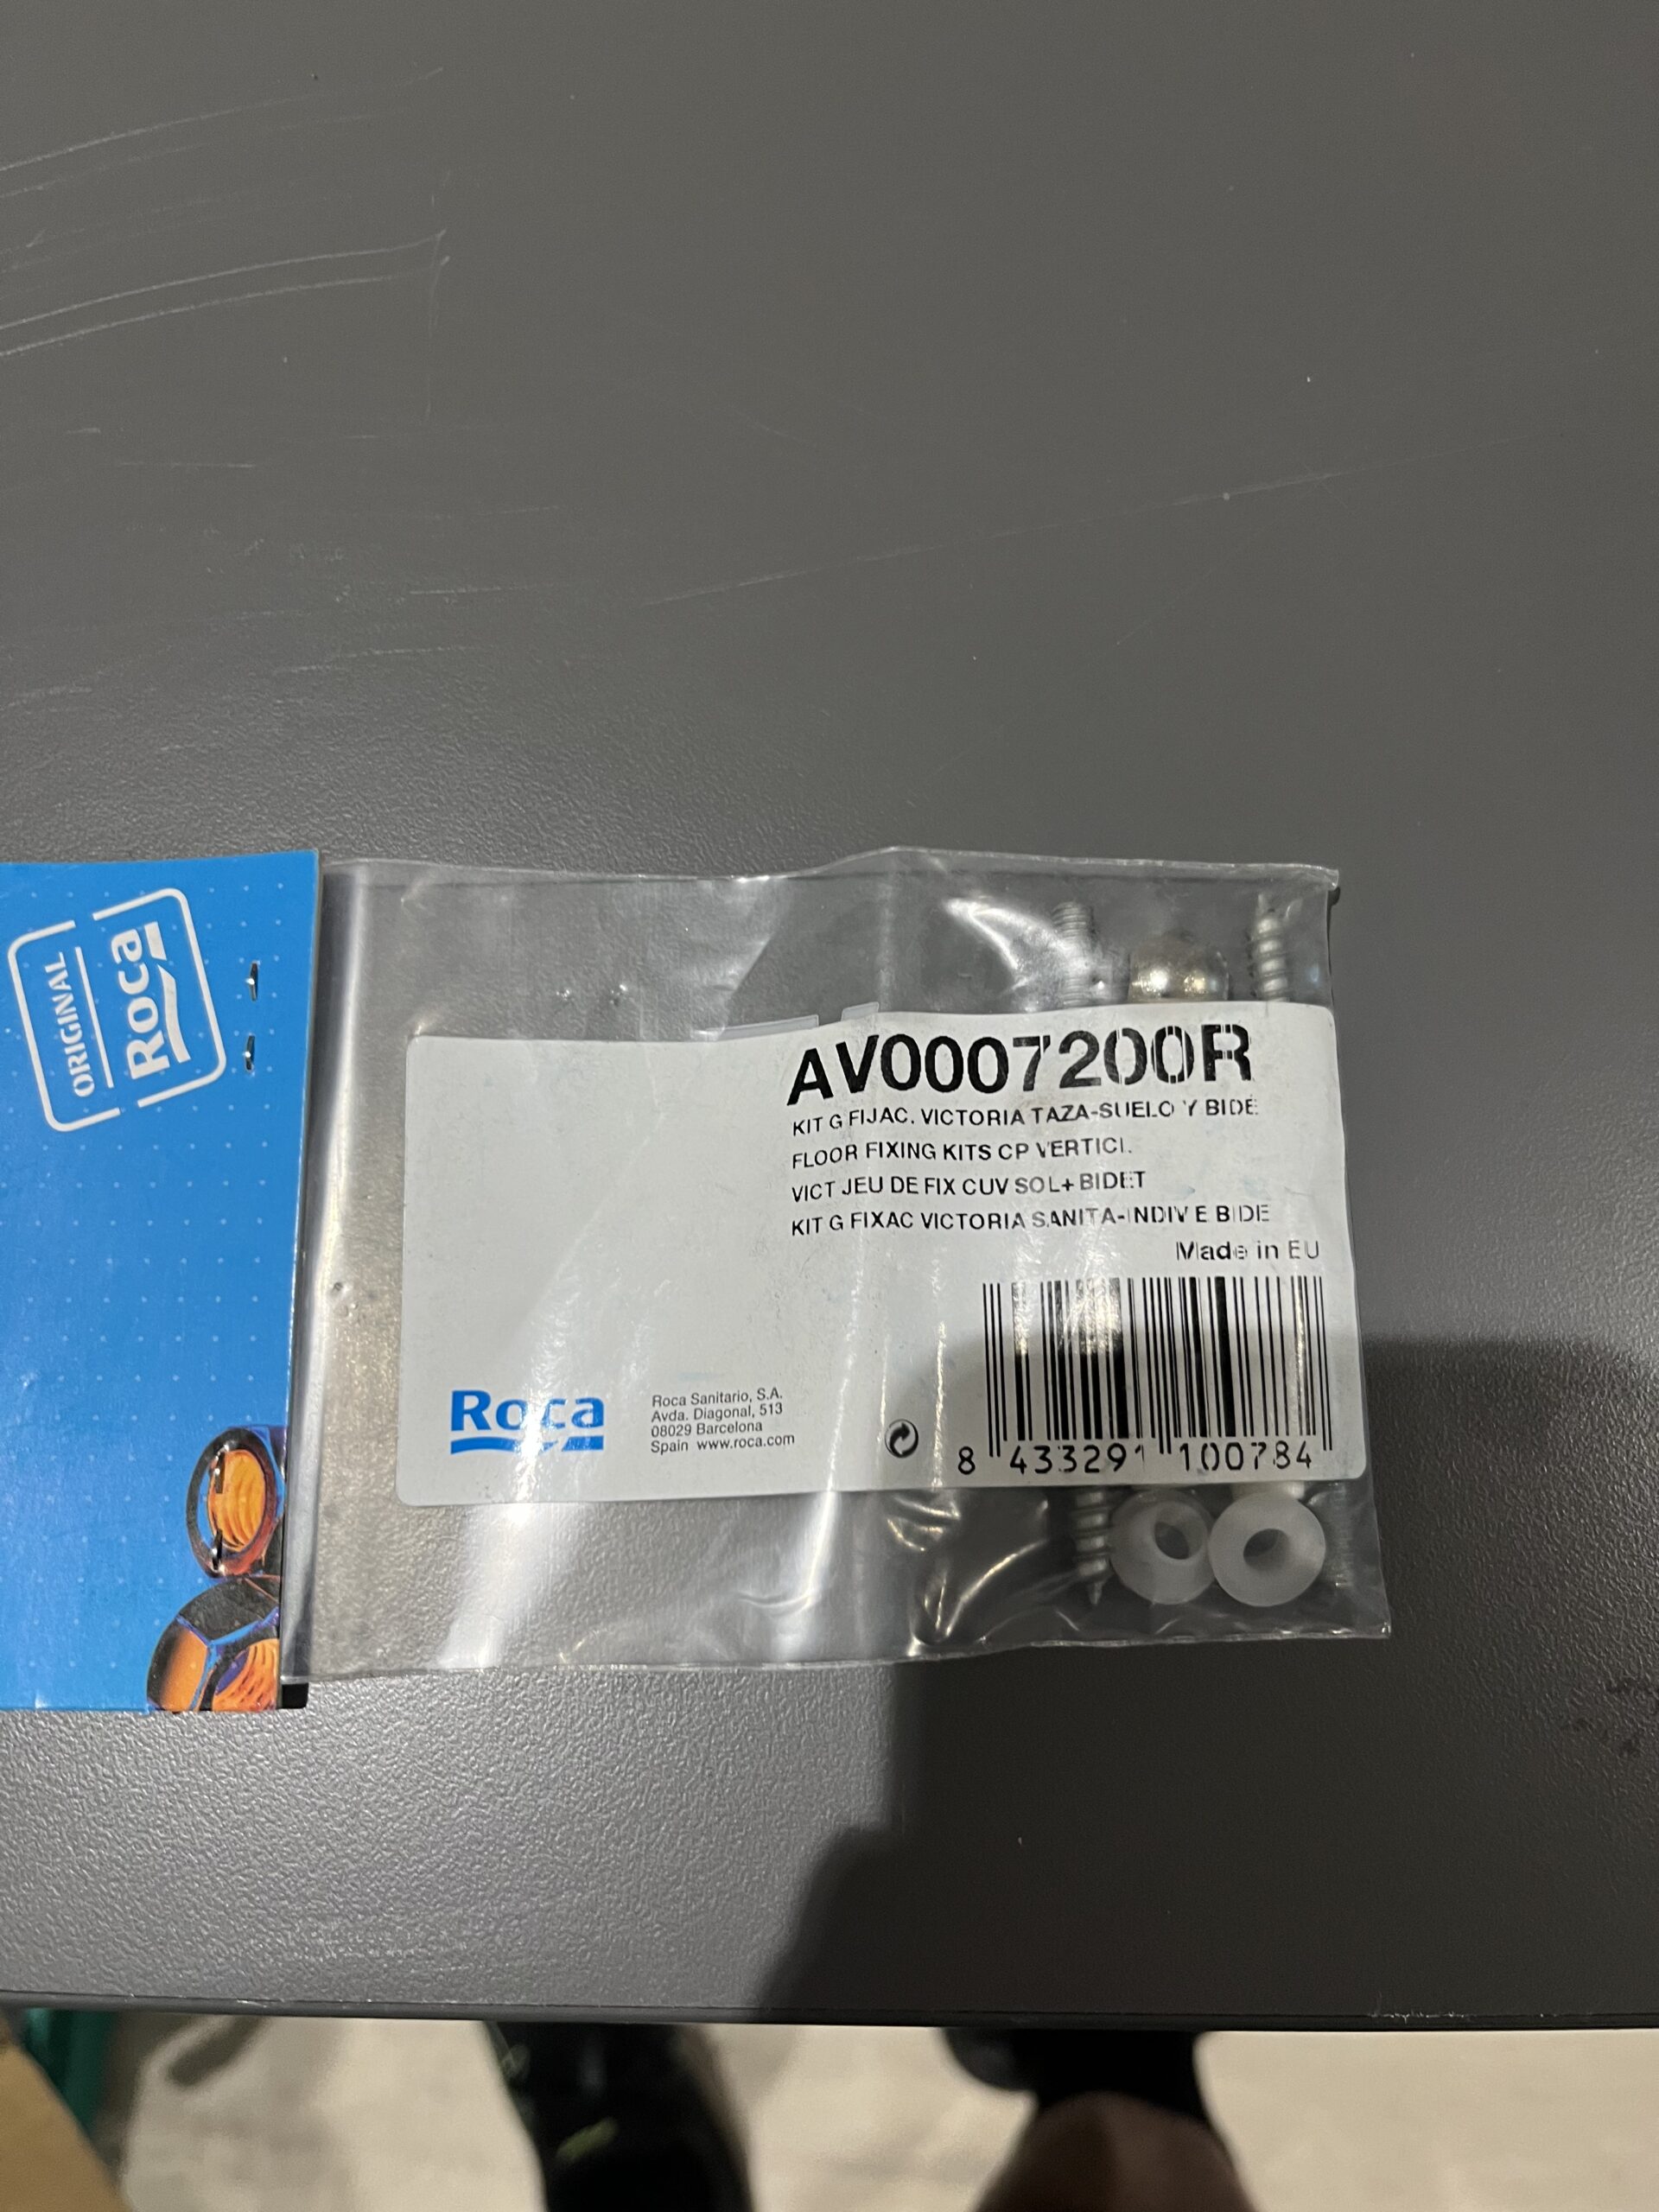 ORIGINAL
Roca
AV0007200R
KIT G FIJAC. VICTORIA TAZA-SUELO Y BIDE
FLOOR FIXING KITS CP VERTICL.
VICT JEU DE FIX CUV SOL+BIDET
KIT G FIXAC VICTORIA SANITA-INDIV E BIDE
Made in EU
Roca
Roca Sanitario, S.A.
Avda. Diagonal, 513
08029 Barcelona
Spain www.roca.com
8 433291 100784